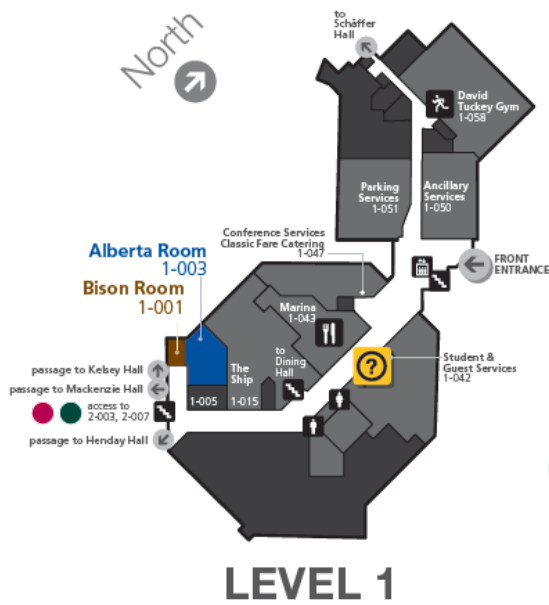 to
Schäffer
Hall
North
David
Tuckey Gym
1-058
Parking
Services
1-051
Ancillary
Services
1-050
Conference Services
Classic Fare Catering
1-047
FRONT
ENTRANCE
Alberta Room
1-003
Bison Room
1-001
Marina
1-043
to
Dining
Hall
The
Ship
1-015
1-005
?
Student &
Guest Services
1-042
passage to Kelsey Hall
passage to Mackenzie Hall
access to
2-003, 2-007
passage to Henday Hall
LEVEL 1